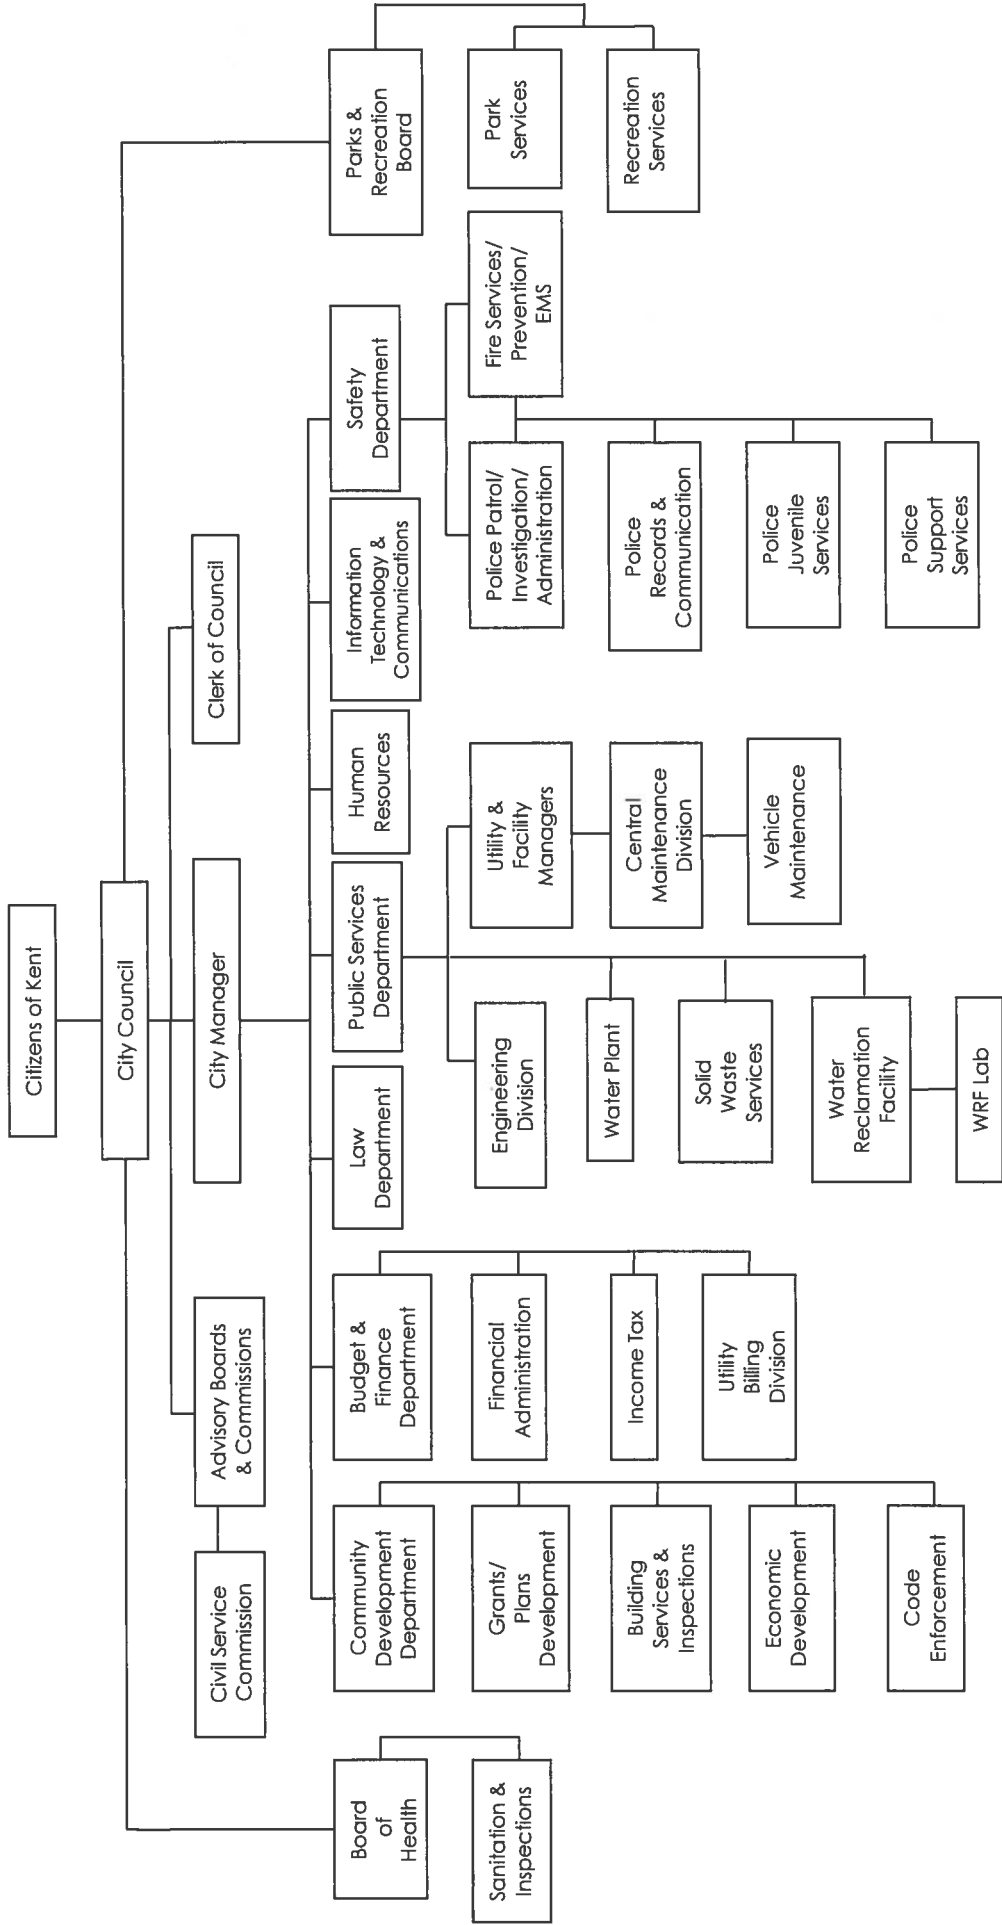 Citizens of Kent
City Council
City Manager
Clerk of Council
Advisory Boards
& Commissions
Civil Service
Commission
Board
of
Health
Sanitation &
Inspections
Community
Development
Department
Grants/
Plans
Development
Building
Services &
Inspections
Economic
Development
Code
Enforcement
Budget &
Finance
Department
Financial
Administration
Income Tax
Utility
Billing
Division
Law
Department
Public Services
Department
Engineering
Division
Water Plant
Solid
Waste
Services
Water
Reclamation
Facility
WRF Lab
Utility &
Facility
Managers
Central
Maintenance
Division
Vehicle
Maintenance
Human
Resources
Information
Technology &
Communications
Safety
Department
Police Patrol/
Investigation/
Administration
Police
Records &
Communication
Police
Juvenile
Services
Police
Support
Services
Fire Services/
Prevention/
EMS
Parks &
Recreation
Board
Park
Services
Recreation
Services